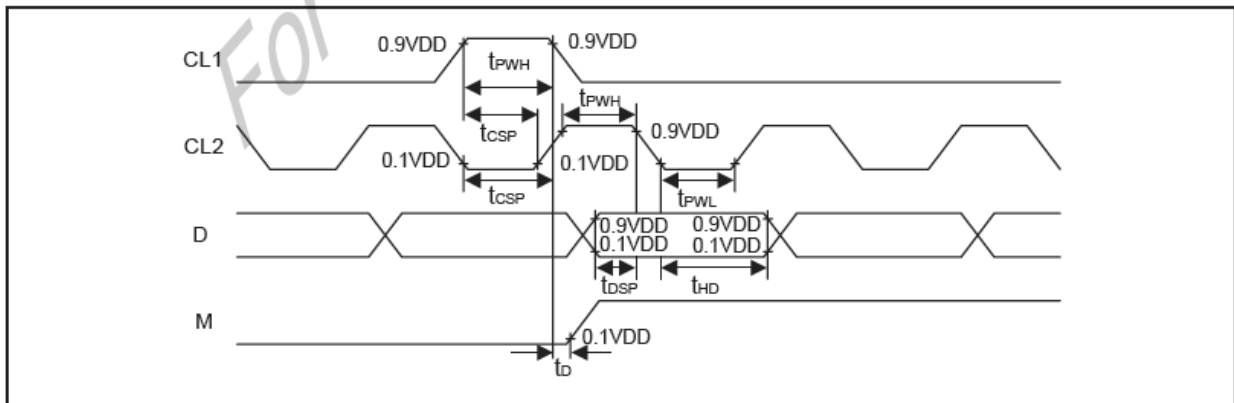 For
CL1
0.9VDD
0.9VDD
tPWH
tPWH
tCSP
CL2
0.9VDD
0.1VDD
0.1VDD
tCSP
tPWL
D
0.9VDD
0.9VDD
0.1VDD
0.1VDD
tDSP
tHD
M
0.1VDD
tD